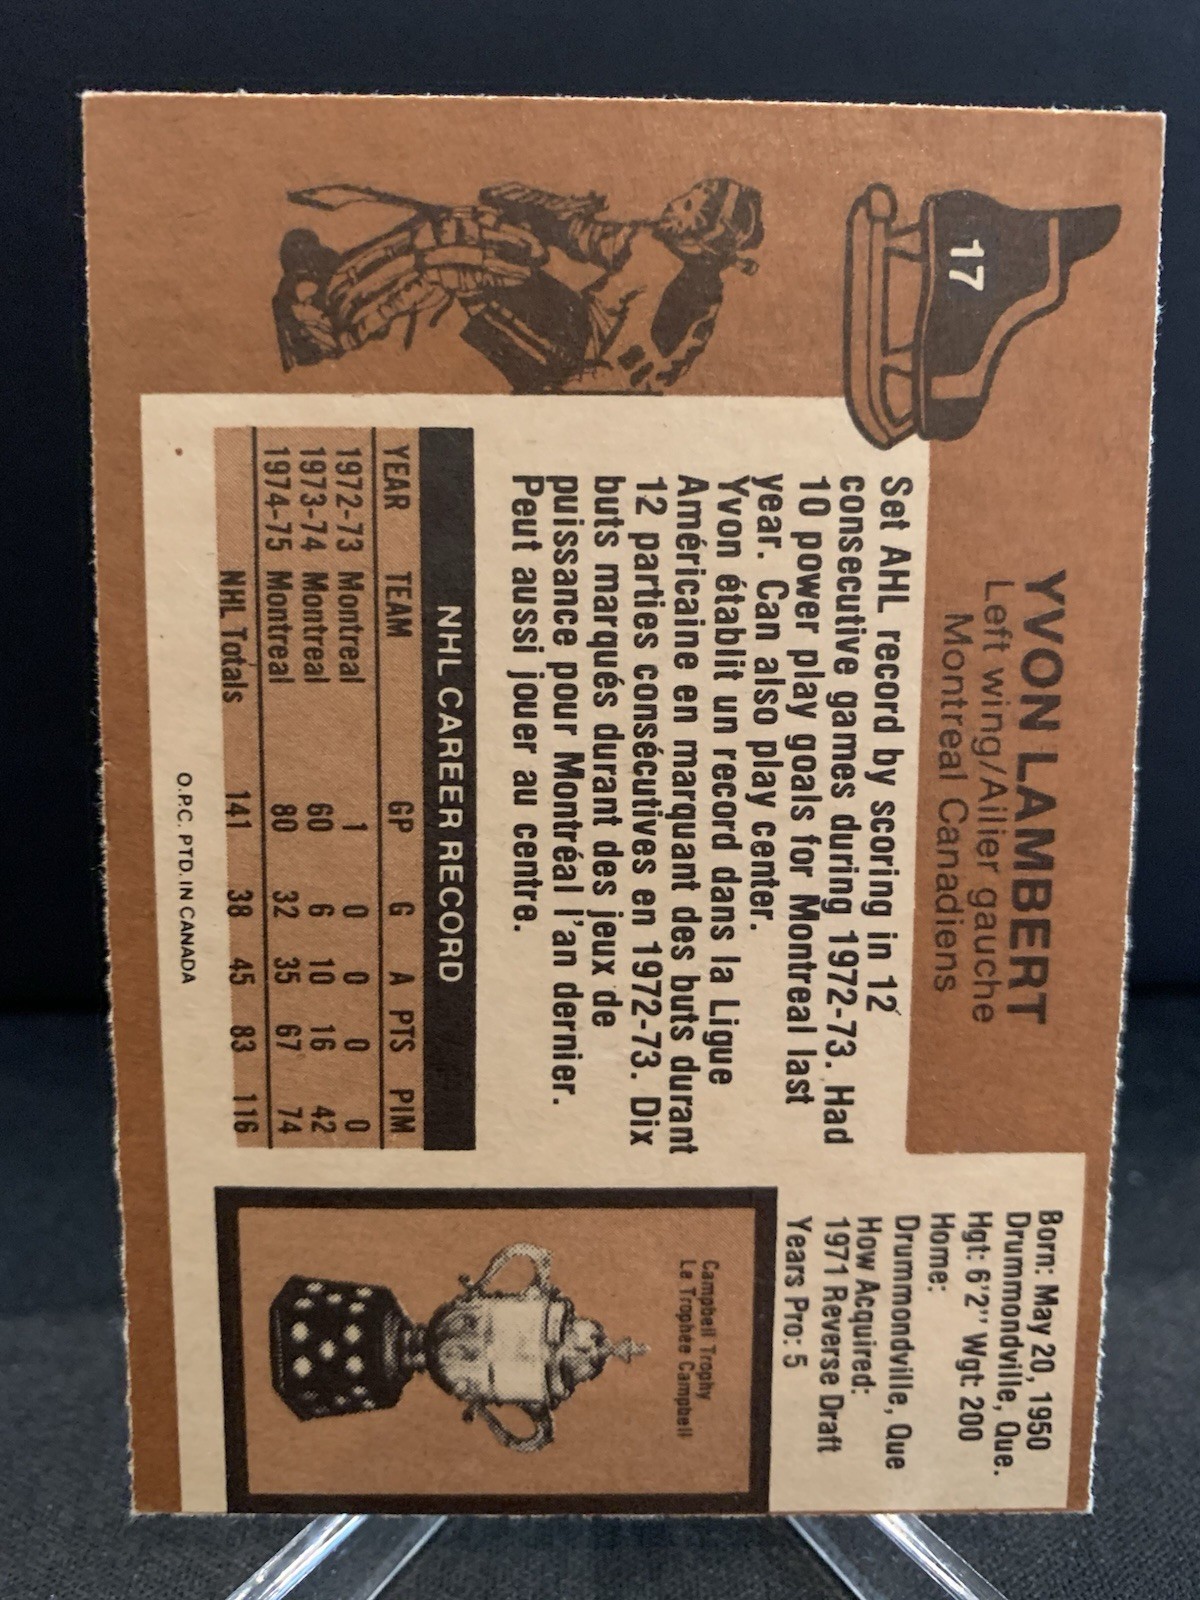 17
YVON LAMBERT
Left wing/Ailier gauche
Montreal Canadiens
Set AHL record by scoring in 12
consecutive games during 1972-73. Had
10 power play goals for Montreal last
year. Can also play center.
Yvon établit un record dans la Ligue
Américaine en marquant des buts durant
12 parties consécutives en 1972-73. Dix
buts marqués durant des jeux de
puissance pour Montréal l'an dernier.
Peut aussi jouer au centre.
NHL CAREER RECORD
YEAR TEAM GP G A PTS PIM
1972-73 Montreal 1 0 0 0 0
1973-74 Montreal 60 6 10 16 42
1974-75 Montreal 80 32 35 67 74
NHL Totals 141 38 45 83 116
O.P.C. PTD. IN CANADA
Born: May 20, 1950
Drummondville, Que.
Hgt: 6'2" Wgt: 200
Home:
Drummondville, Que
How Acquired:
1971 Reverse Draft
Years Pro: 5
Campbell Trophy
Le Trophée Campbell